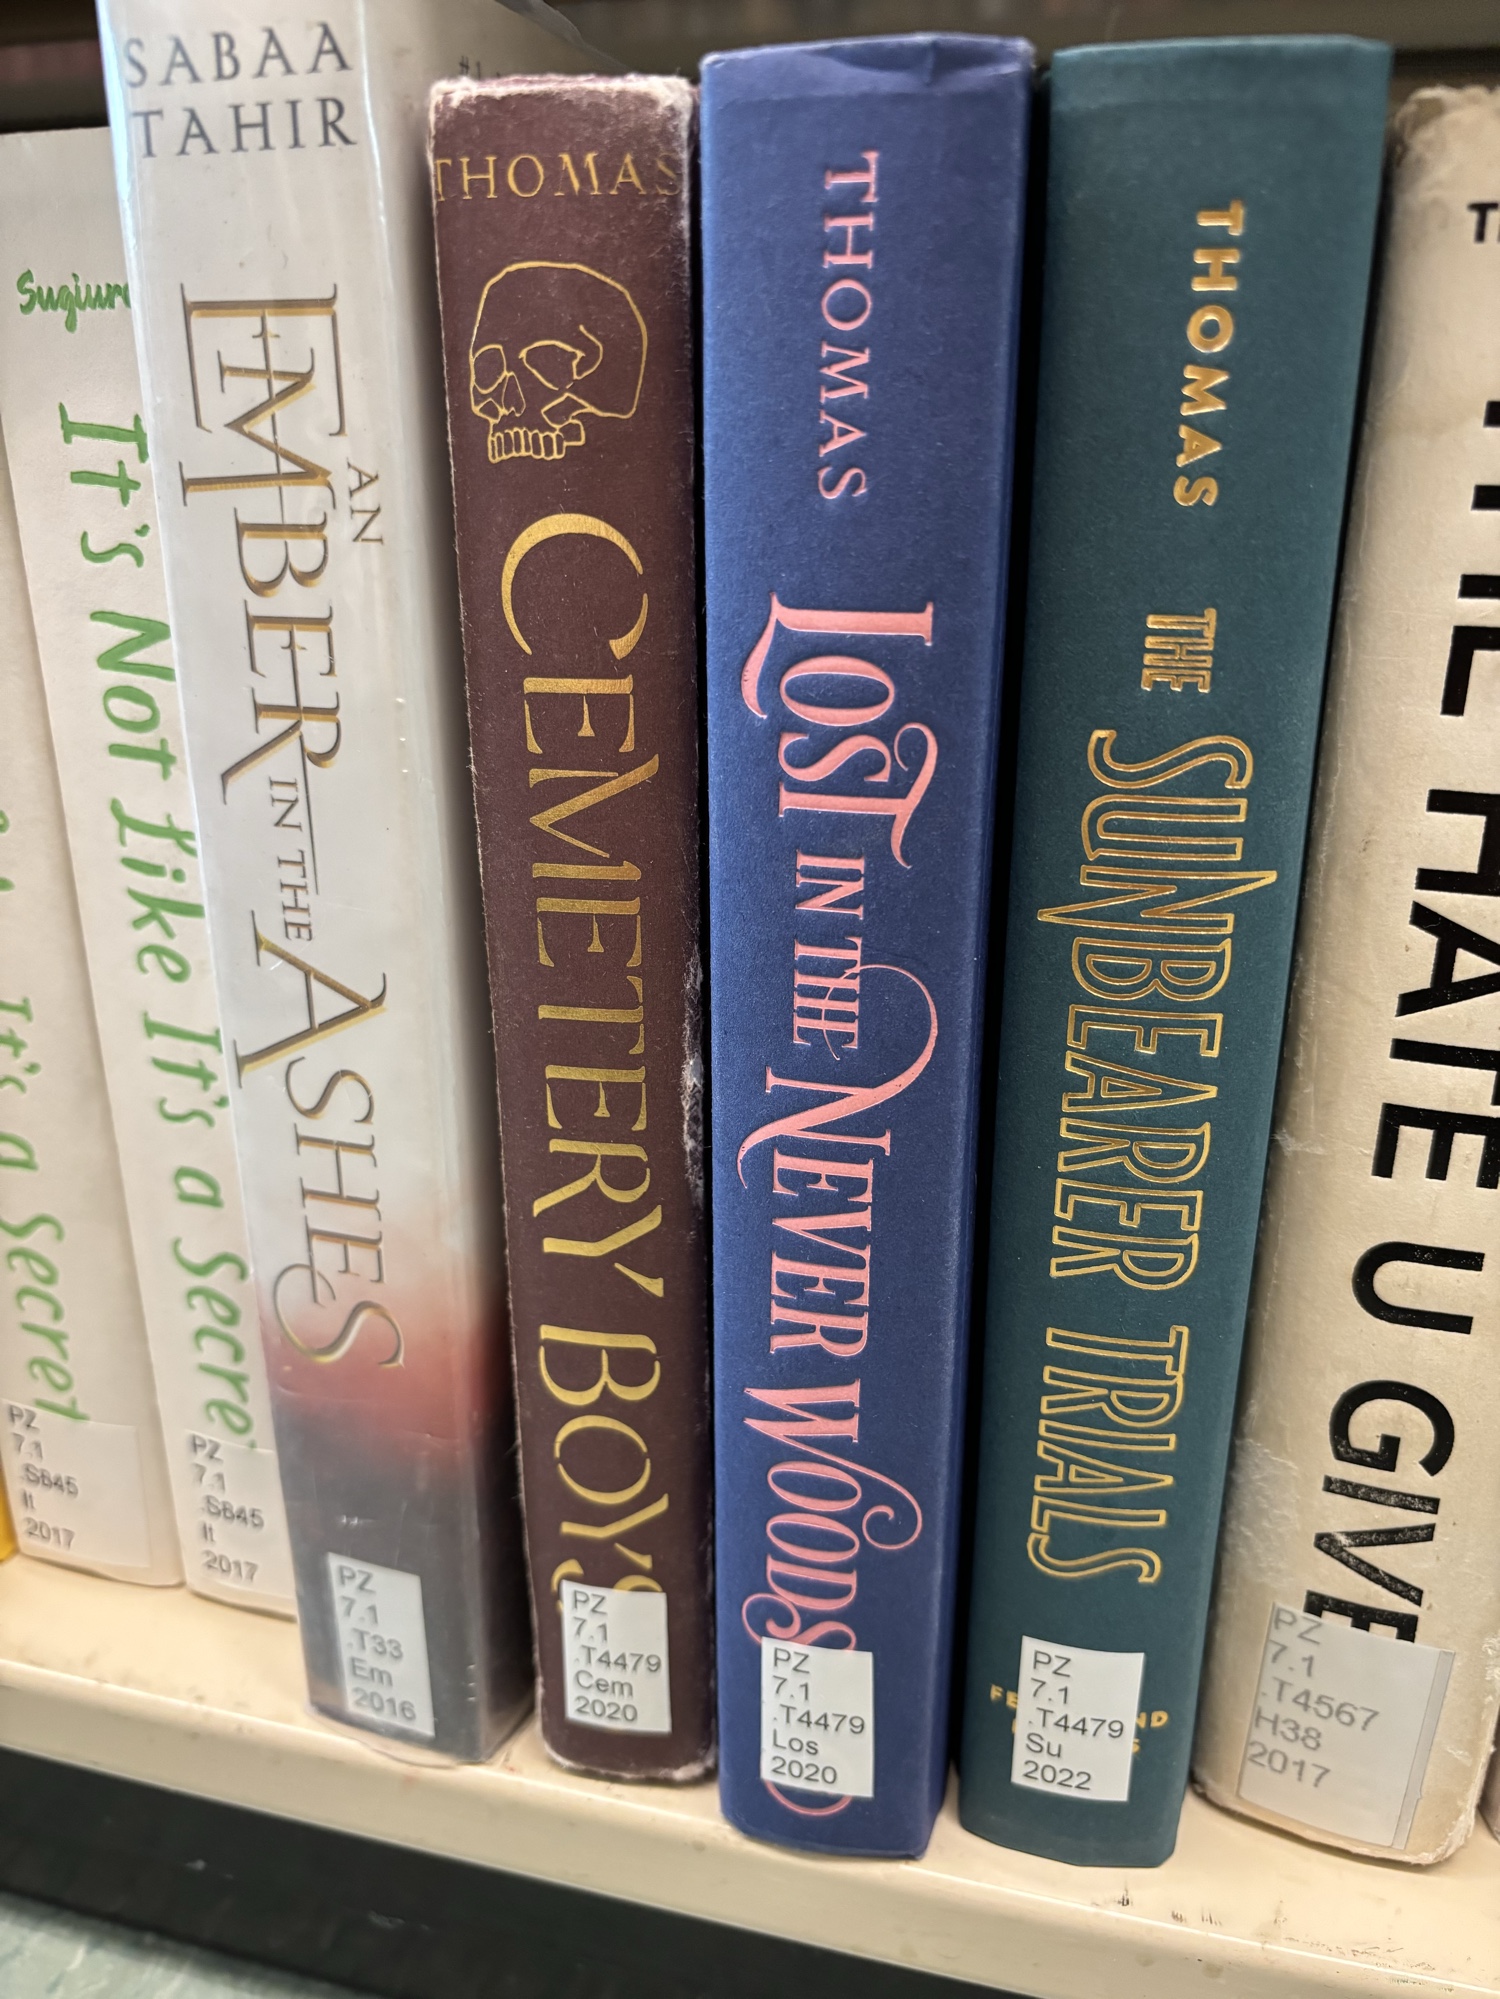 It's a Secret
PZ
7.1
.S845
It
2017
Sugiura
It's Not Like It's a Secret
PZ
7.1
.S845
It
2017
SABAA
TAHIR
#1
AN
EMBER
IN THE
ASHES
PZ
7.1
.T33
Em
2016
THOMAS
CEMETERY BOYS
PZ
7.1
.T4479
Cem
2020
THOMAS
LOST IN THE NEVER WOODS
PZ
7.1
.T4479
Los
2020
THOMAS
THE SUNBEARER TRIALS
PZ
7.1
.T4479
Su
2022
THE HATE U GIVE
PZ
7.1
.T4567
H38
2017